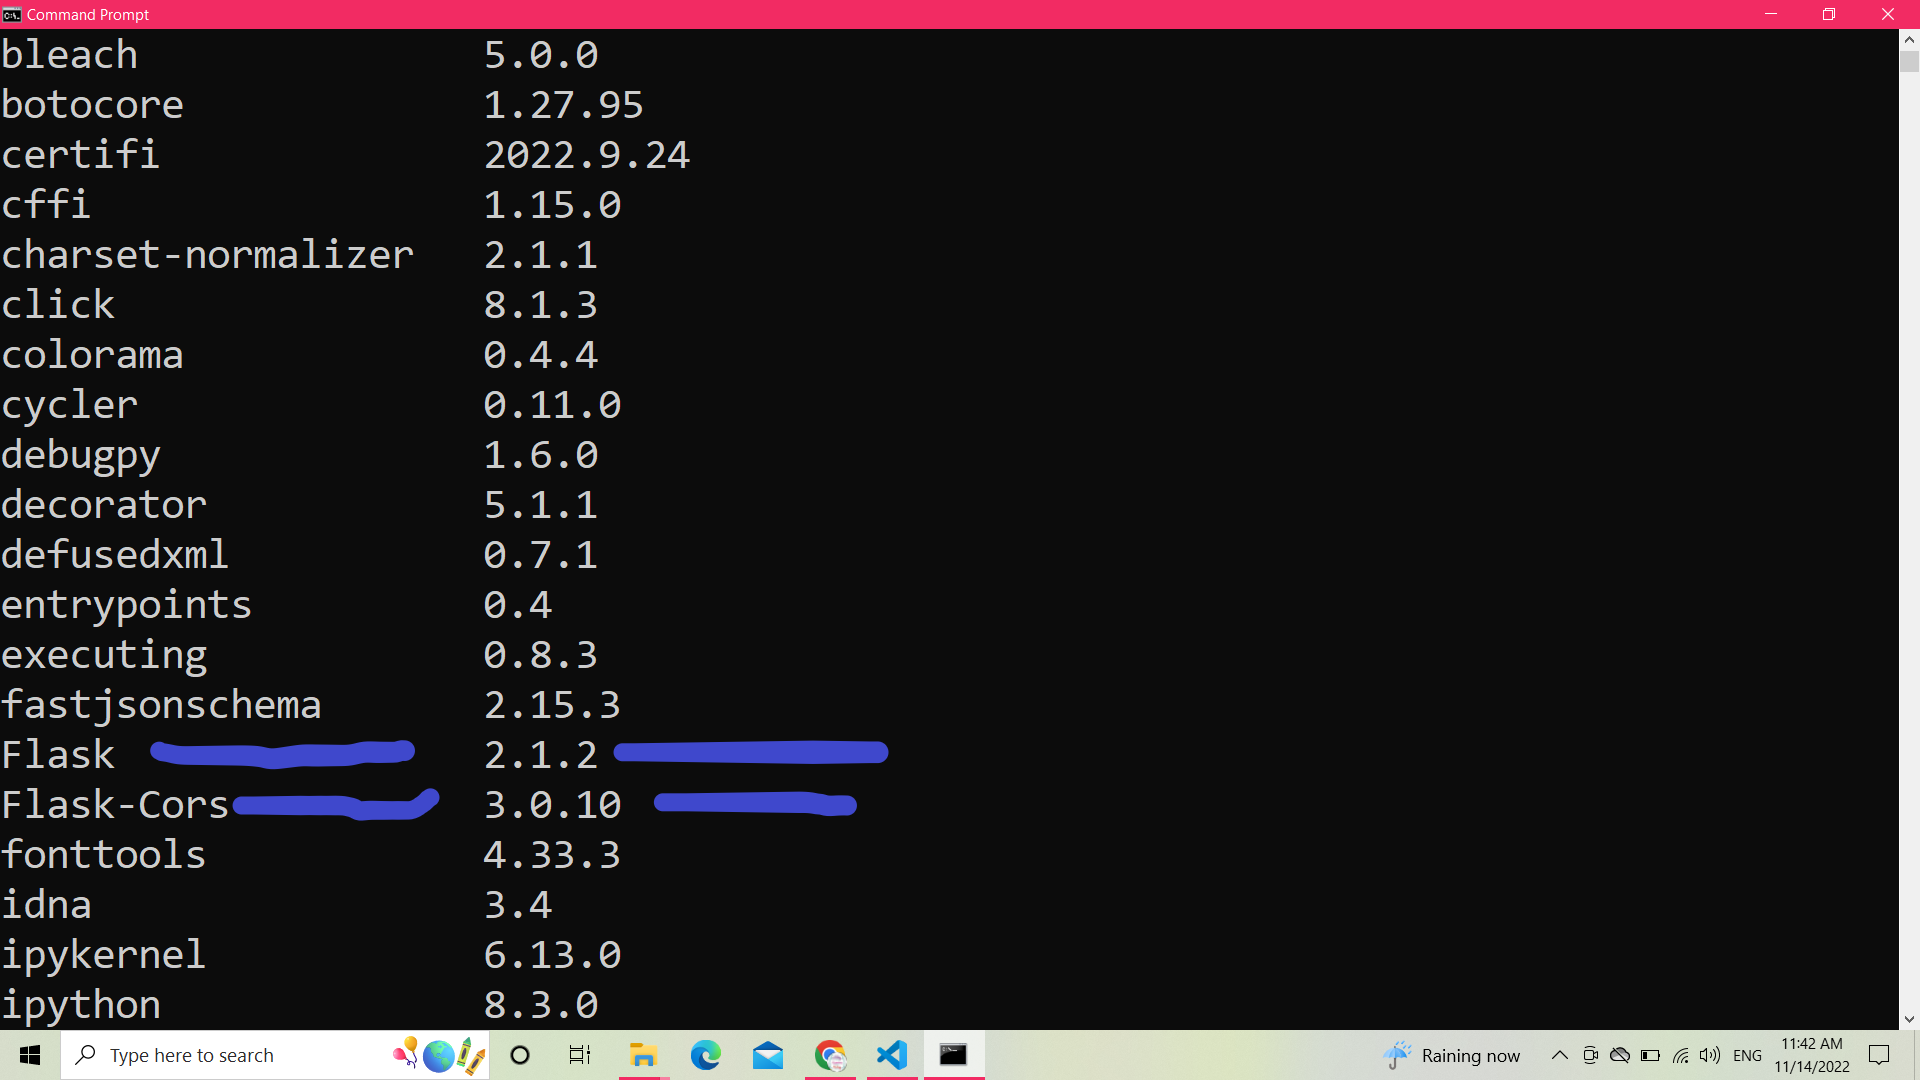 Command Prompt
bleach 5.0.0
botocore 1.27.95
certifi 2022.9.24
cffi 1.15.0
charset-normalizer 2.1.1
click 8.1.3
colorama 0.4.4
cycler 0.11.0
debugpy 1.6.0
decorator 5.1.1
defusedxml 0.7.1
entrypoints 0.4
executing 0.8.3
fastjsonschema 2.15.3
Flask 2.1.2
Flask-Cors 3.0.10
fonttools 4.33.3
idna 3.4
ipykernel 6.13.0
ipython 8.3.0
Type here to search
Raining now
ENG
11:42 AM
11/14/2022